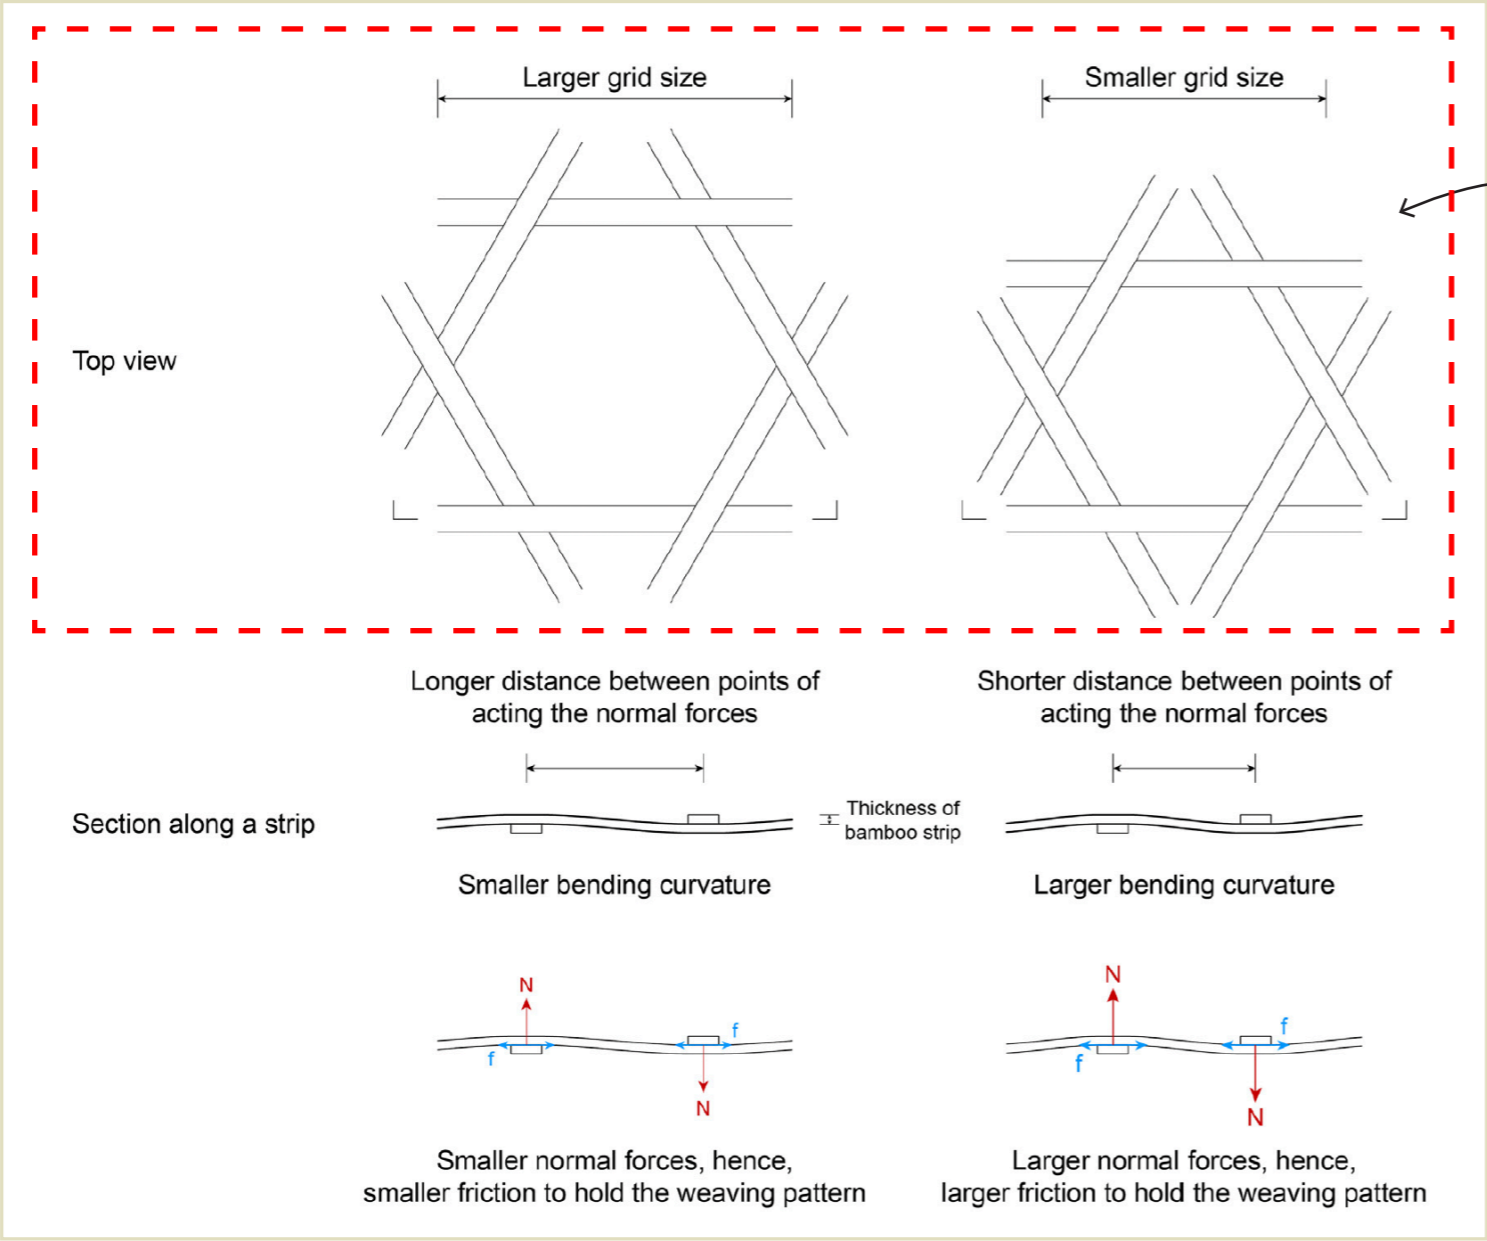 Larger grid size
Smaller grid size
Top view
Longer distance between points of
acting the normal forces
Shorter distance between points of
acting the normal forces
Section along a strip
Thickness of
bamboo strip
Smaller bending curvature
Larger bending curvature
N
f
f
N
N
f
f
N
Smaller normal forces, hence,
smaller friction to hold the weaving pattern
Larger normal forces, hence,
larger friction to hold the weaving pattern